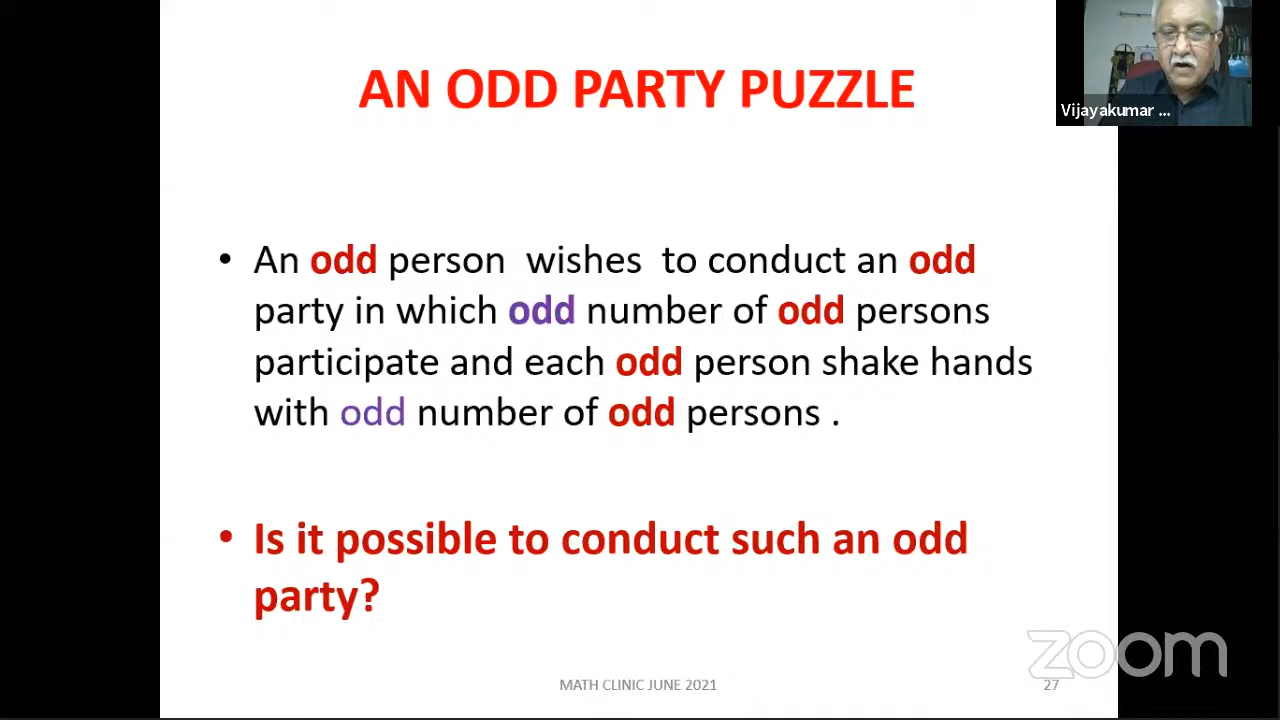 AN ODD PARTY PUZZLE
Vijayakumar ...
• An odd person wishes to conduct an odd
party in which odd number of odd persons
participate and each odd person shake hands
with odd number of odd persons .
• Is it possible to conduct such an odd
party?
zoom
MATH CLINIC JUNE 2021
27